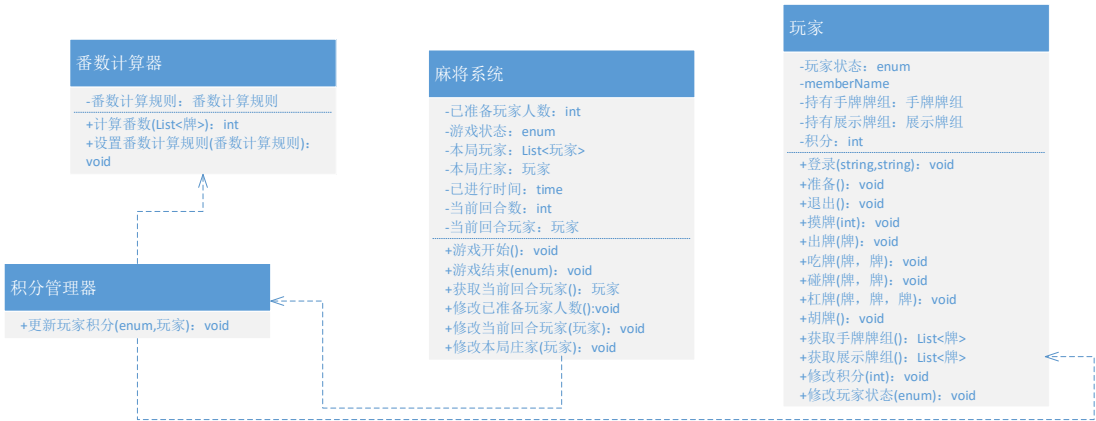 番数计算器
-番数计算规则：番数计算规则
+计算番数(List<牌>)：int
+设置番数计算规则(番数计算规则)：
void
积分管理器
+更新玩家积分(enum,玩家)：void
麻将系统
-已准备玩家人数：int
-游戏状态：enum
-本局玩家：List<玩家>
-本局庄家：玩家
-已进行时间：time
-当前回合数：int
-当前回合玩家：玩家
+游戏开始()：void
+游戏结束(enum)：void
+获取当前回合玩家()：玩家
+修改已准备玩家人数():void
+修改当前回合玩家(玩家)：void
+修改本局庄家(玩家)：void
玩家
-玩家状态：enum
-memberName
-持有手牌牌组：手牌牌组
-持有展示牌组：展示牌组
-积分：int
+登录(string,string)：void
+准备()：void
+退出()：void
+摸牌(int)：void
+出牌(牌)：void
+吃牌(牌，牌)：void
+碰牌(牌，牌)：void
+杠牌(牌，牌，牌)：void
+胡牌()：void
+获取手牌牌组()：List<牌>
+获取展示牌组()：List<牌>
+修改积分(int)：void
+修改玩家状态(enum)：void